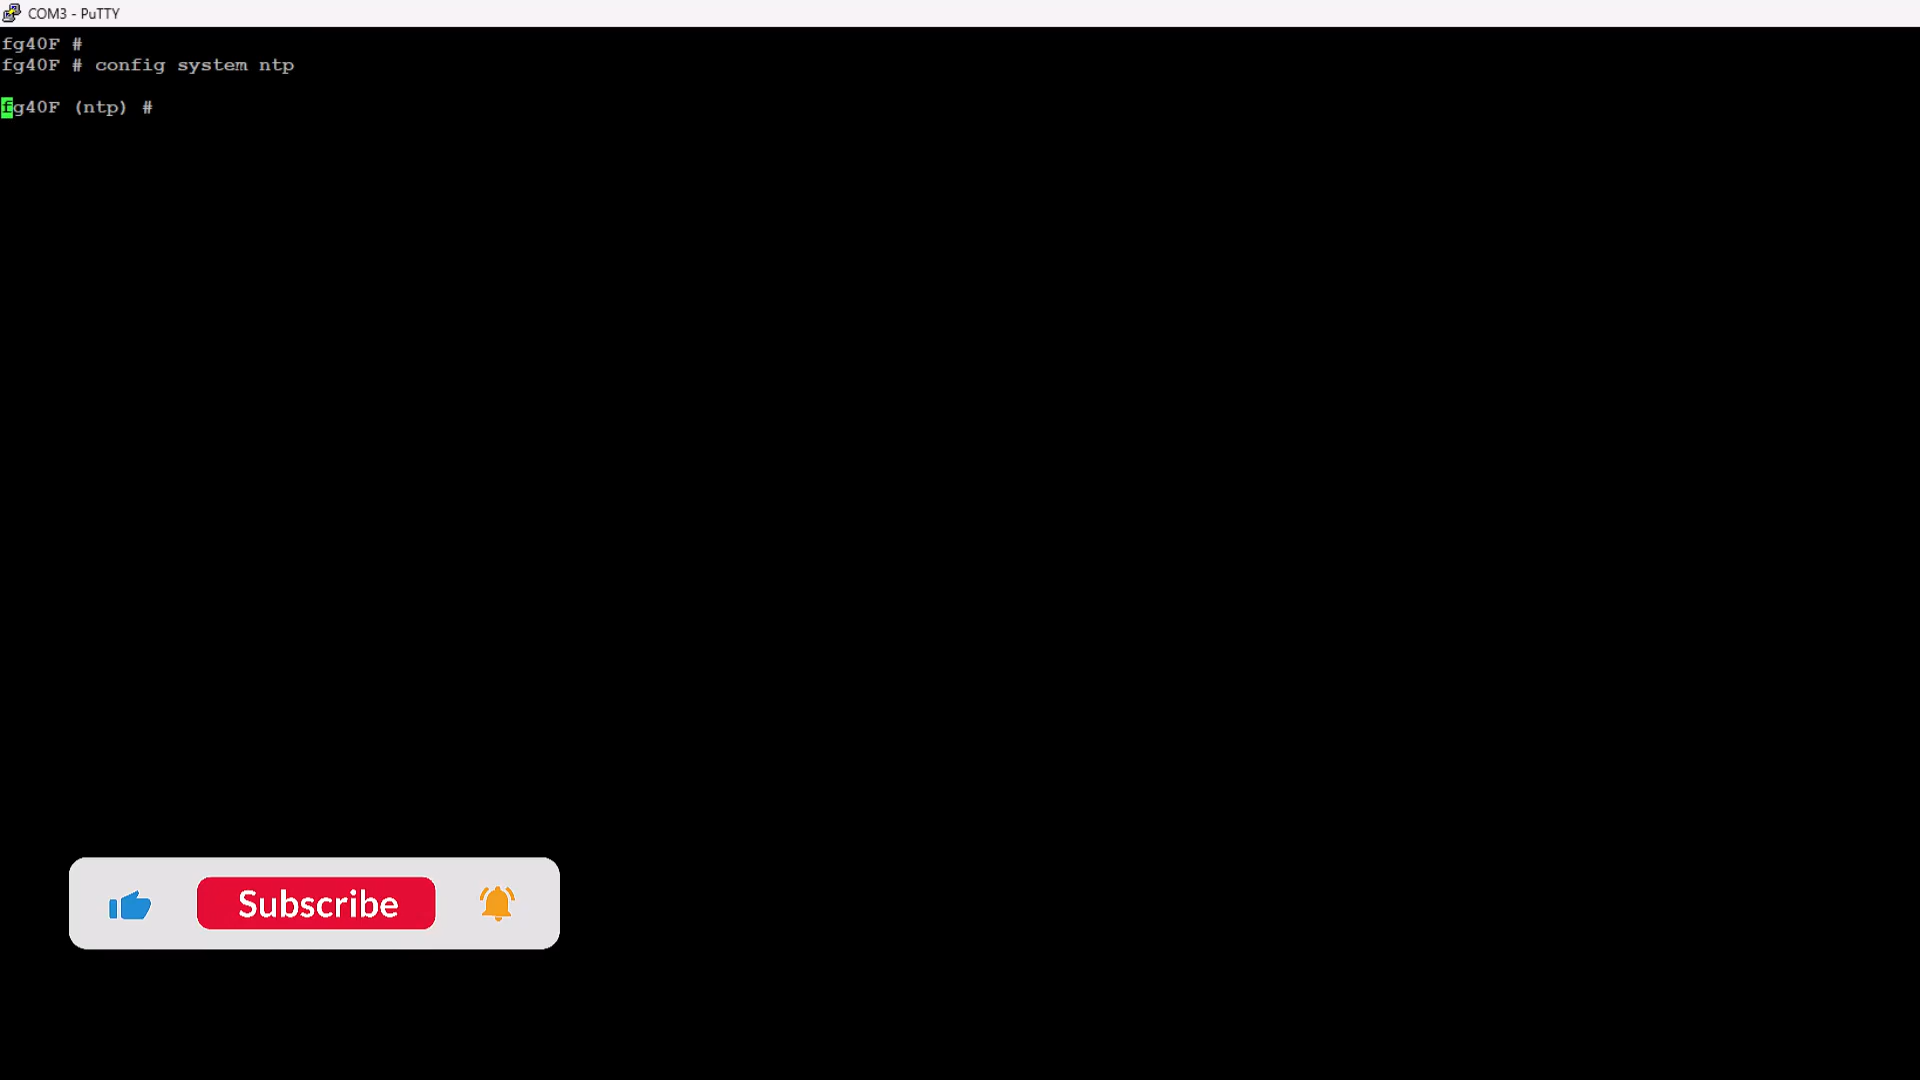 COM3 - PuTTY
fg40F #
fg40F # config system ntp
fg40F (ntp) #
Subscribe